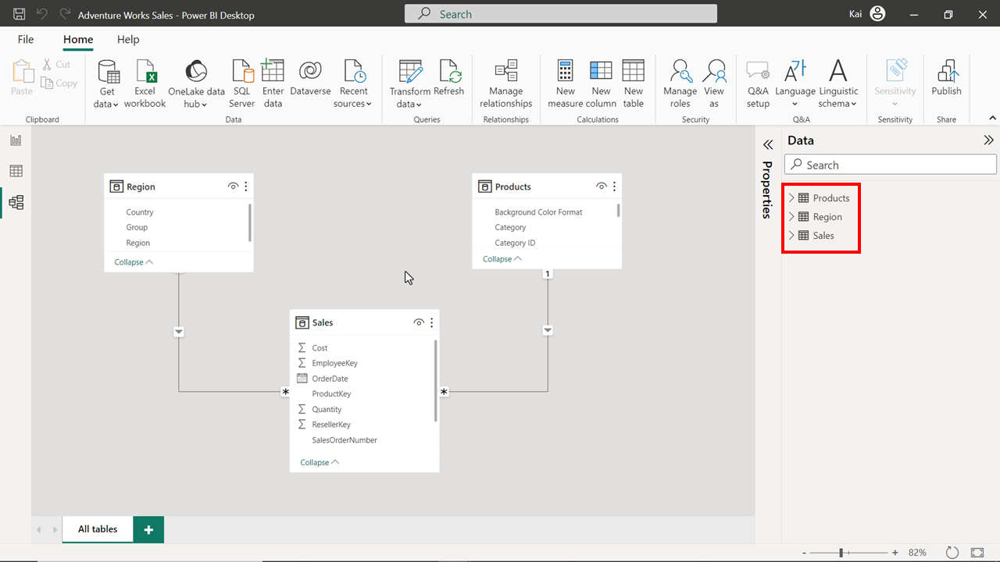 Adventure Works Sales - Power BI Desktop
Search
Kai
File
Home
Help
Paste
Cut
Copy
Clipboard
Get data
Excel workbook
OneLake data hub
SQL Server
Enter data
Dataverse
Recent sources
Data
Transform data
Refresh
Queries
Manage relationships
Relationships
New measure
New column
New table
Calculations
Manage roles
View as
Security
Q&A setup
Language
Linguistic schema
Q&A
Sensitivity
Sensitivity
Publish
Share
Region
Country
Group
Region
Collapse
Products
Background Color Format
Category
Category ID
Collapse
1
Sales
Cost
EmployeeKey
OrderDate
ProductKey
Quantity
ResellerKey
SalesOrderNumber
Collapse
*
*
Properties
Data
Search
Products
Region
Sales
All tables
+
- + 82%